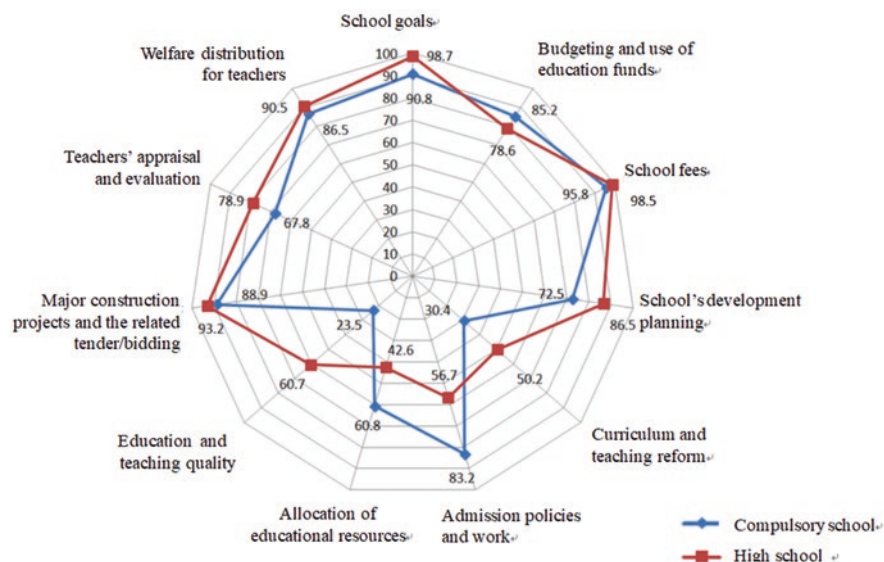 School goals
Welfare distribution
for teachers
Budgeting and use of
education funds
100
98.7
90
90.5
90.8
85.2
80
86.5
78.6
70
Teachers' appraisal
and evaluation
60
School fees
95.8
98.5
78.9
50
67.8
40
30
20
10
0
Major construction
projects and the related
tender/bidding
88.9
93.2
72.5
School's development
planning
86.5
30.4
23.5
42.6
56.7
50.2
60.7
Education and
teaching quality
60.8
Curriculum and
teaching reform
83.2
Allocation of
educational resources
Admission policies
and work
Compulsory school
High school